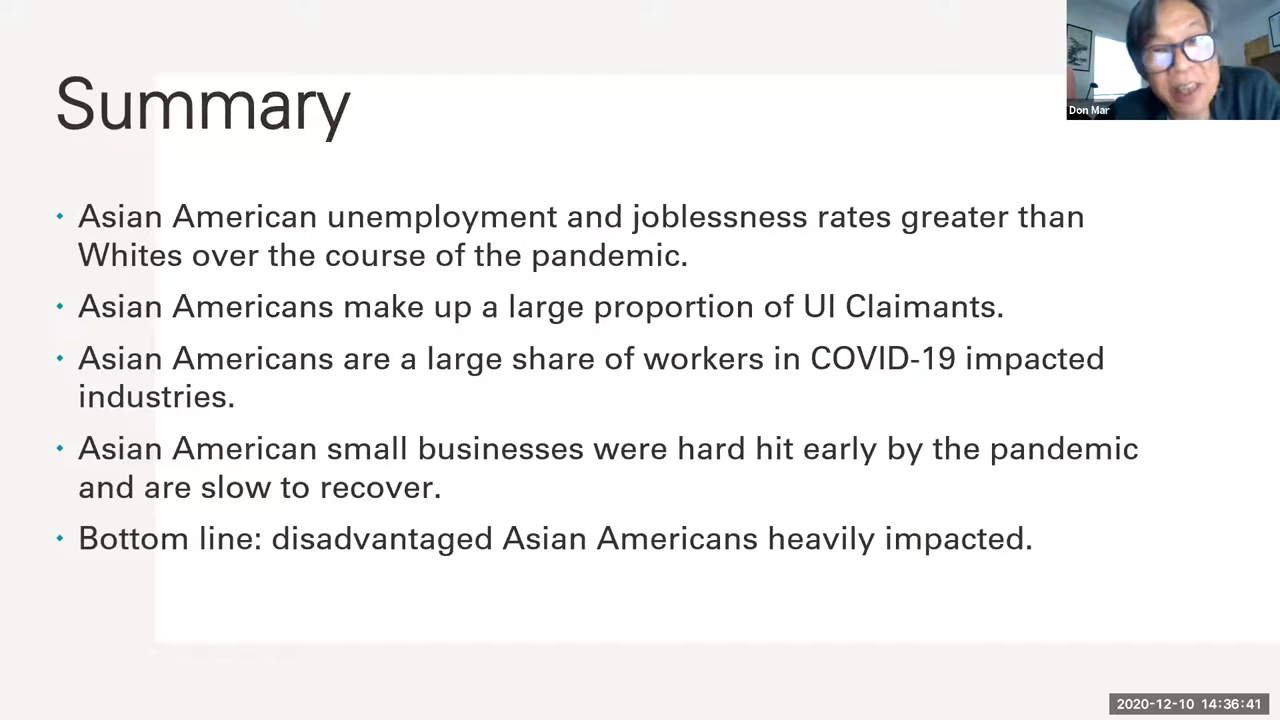 Summary
Don Mar
• Asian American unemployment and joblessness rates greater than
Whites over the course of the pandemic.
• Asian Americans make up a large proportion of UI Claimants.
• Asian Americans are a large share of workers in COVID-19 impacted
industries.
• Asian American small businesses were hard hit early by the pandemic
and are slow to recover.
• Bottom line: disadvantaged Asian Americans heavily impacted.
2020-12-10 14:36:41